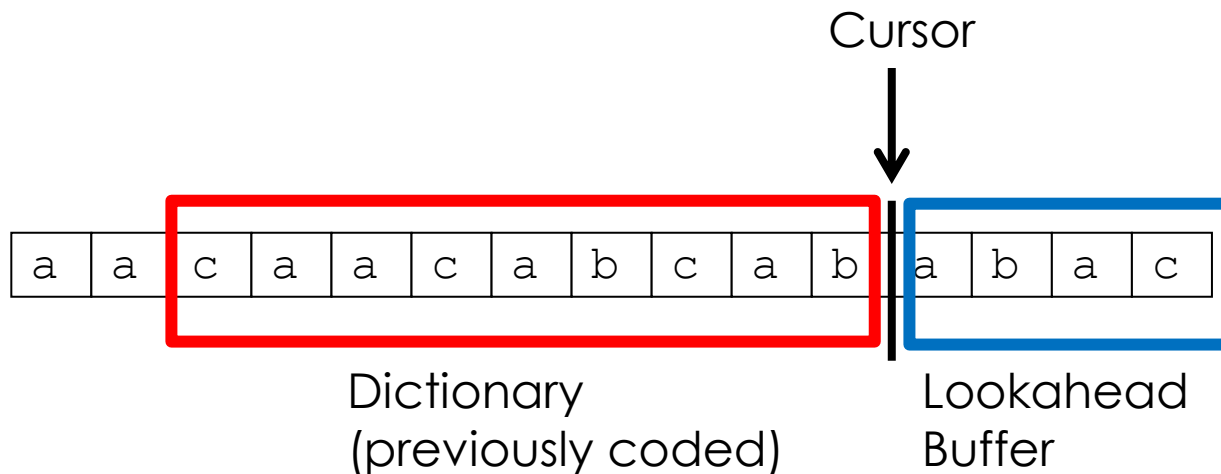 Cursor
a a c a a c a b c a b a b a c
Dictionary
(previously coded)
Lookahead
Buffer